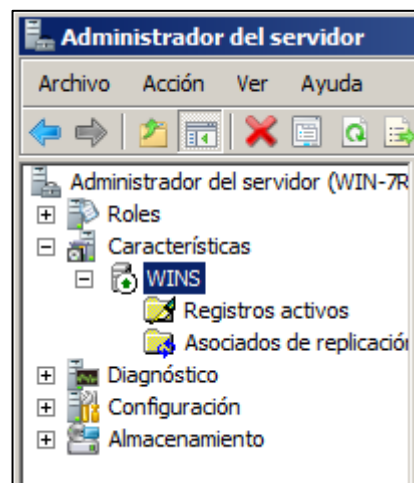 Administrador del servidor
Archivo Acción Ver Ayuda
Administrador del servidor (WIN-7R
Roles
Características
WINS
Registros activos
Asociados de replicación
Diagnóstico
Configuración
Almacenamiento